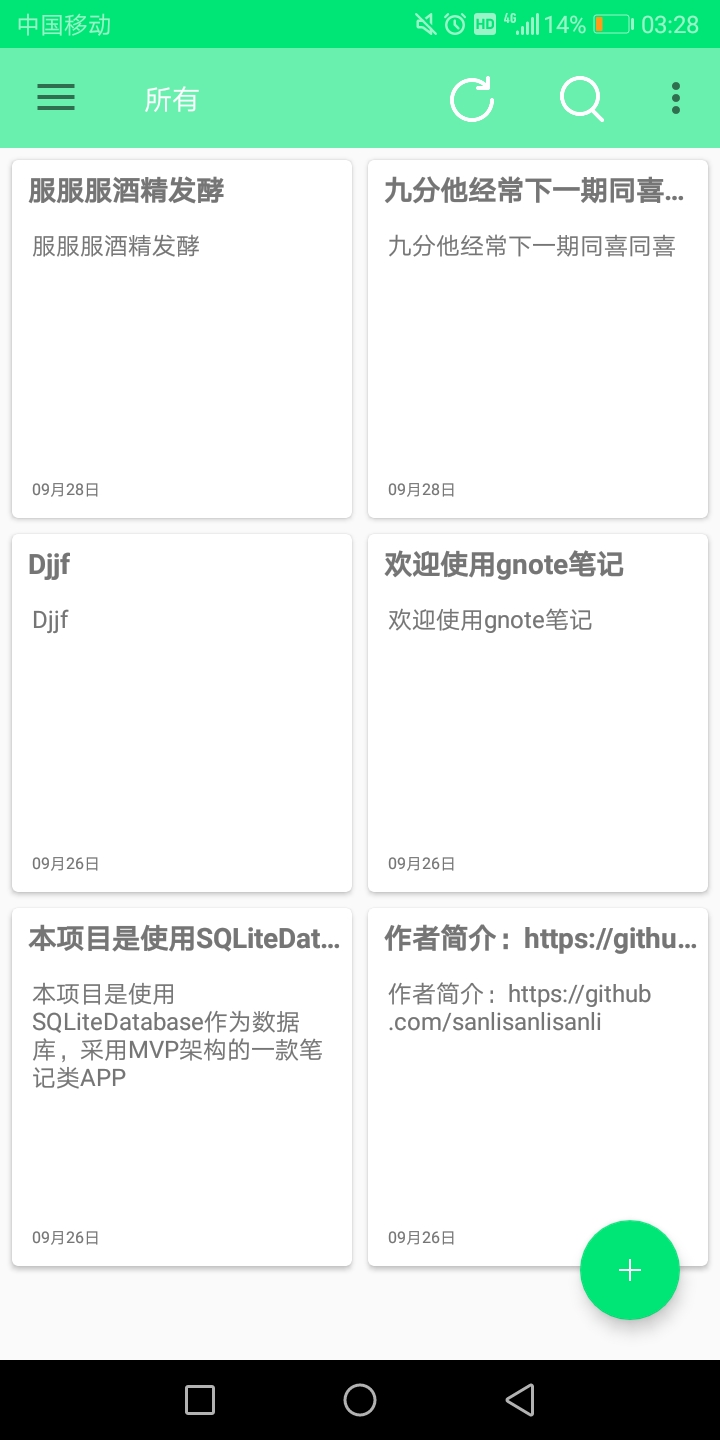 中国移动 HD 4G 14% 03:28
所有
服服服酒精发酵
服服服酒精发酵
09月28日
九分他经常下一期同喜...
九分他经常下一期同喜同喜
09月28日
Djjf
Djjf
09月26日
欢迎使用gnote笔记
欢迎使用gnote笔记
09月26日
本项目是使用SQLiteDat...
本项目是使用
SQLiteDatabase作为数据
库，采用MVP架构的一款笔
记类APP
09月26日
作者简介：https://githu...
作者简介：https://github
.com/sanlisanlisanli
09月26日